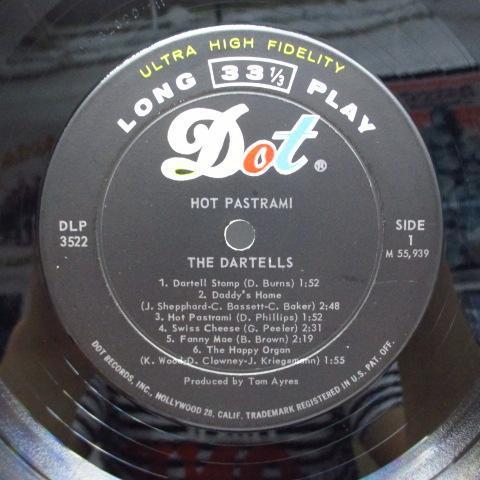 ULTRA HIGH FIDELITY
LONG 33 1/3 PLAY
Dot ®
HOT PASTRAMI
DLP
3522
SIDE
1
M 55,939
THE DARTELLS
1. Dartell Stomp (D. Burns) 1:52
2. Daddy's Home
(J. Shepphard-C. Bassett-C. Baker) 2:48
3. Hot Pastrami (D. Phillips) 1:52
4. Swiss Cheese (G. Peeler) 2:31
5. Fanny Mae (B. Brown) 2:19
6. The Happy Organ
(K. Wood-D. Clowney-J. Kriegsmann) 1:55
Produced by Tom Ayres
DOT RECORDS, INC., HOLLYWOOD 28, CALIF. TRADEMARK REGISTERED IN U.S. PAT. OFF.